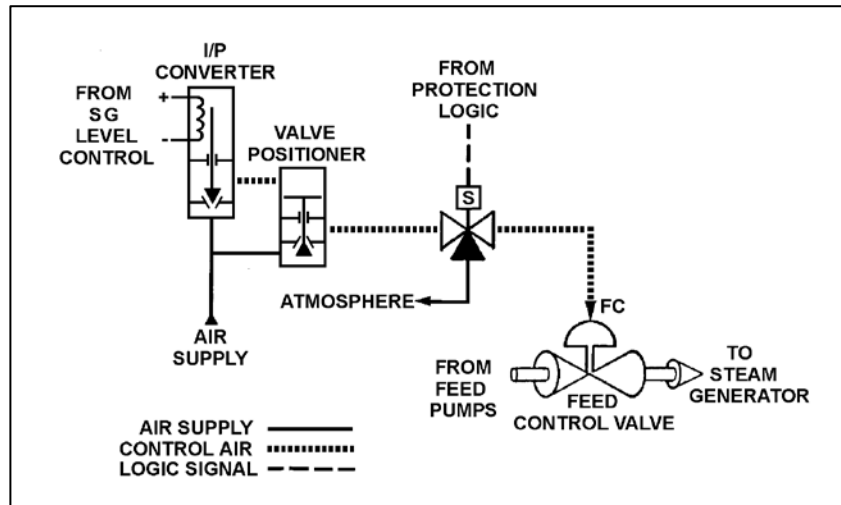 I/P
CONVERTER
FROM
SG
LEVEL
CONTROL
+
-
VALVE
POSITIONER
FROM
PROTECTION
LOGIC
S
ATMOSPHERE
FC
AIR
SUPPLY
FROM
FEED
PUMPS
FEED
CONTROL VALVE
TO
STEAM
GENERATOR
AIR SUPPLY
CONTROL AIR
LOGIC SIGNAL